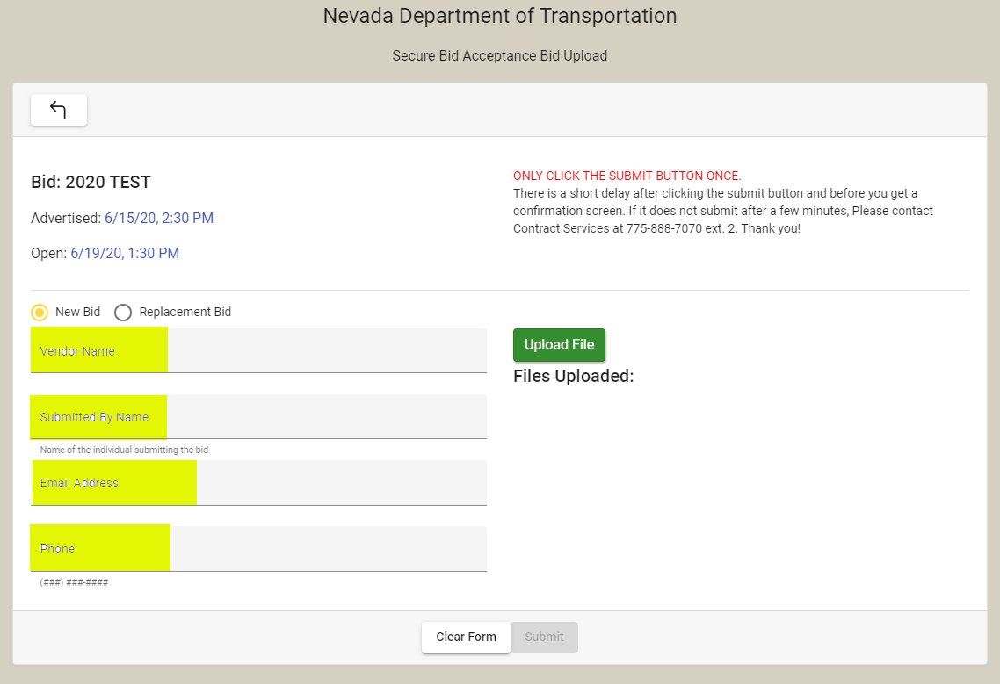 Nevada Department of Transportation
Secure Bid Acceptance Bid Upload
Bid: 2020 TEST
Advertised: 6/15/20, 2:30 PM
Open: 6/19/20, 1:30 PM
ONLY CLICK THE SUBMIT BUTTON ONCE.
There is a short delay after clicking the submit button and before you get a
confirmation screen. If it does not submit after a few minutes, Please contact
Contract Services at 775-888-7070 ext. 2. Thank you!
New Bid Replacement Bid
Vendor Name
Submitted By Name
Name of the individual submitting the bid
Email Address
Phone
(###) ###-####
Upload File
Files Uploaded:
Clear Form Submit